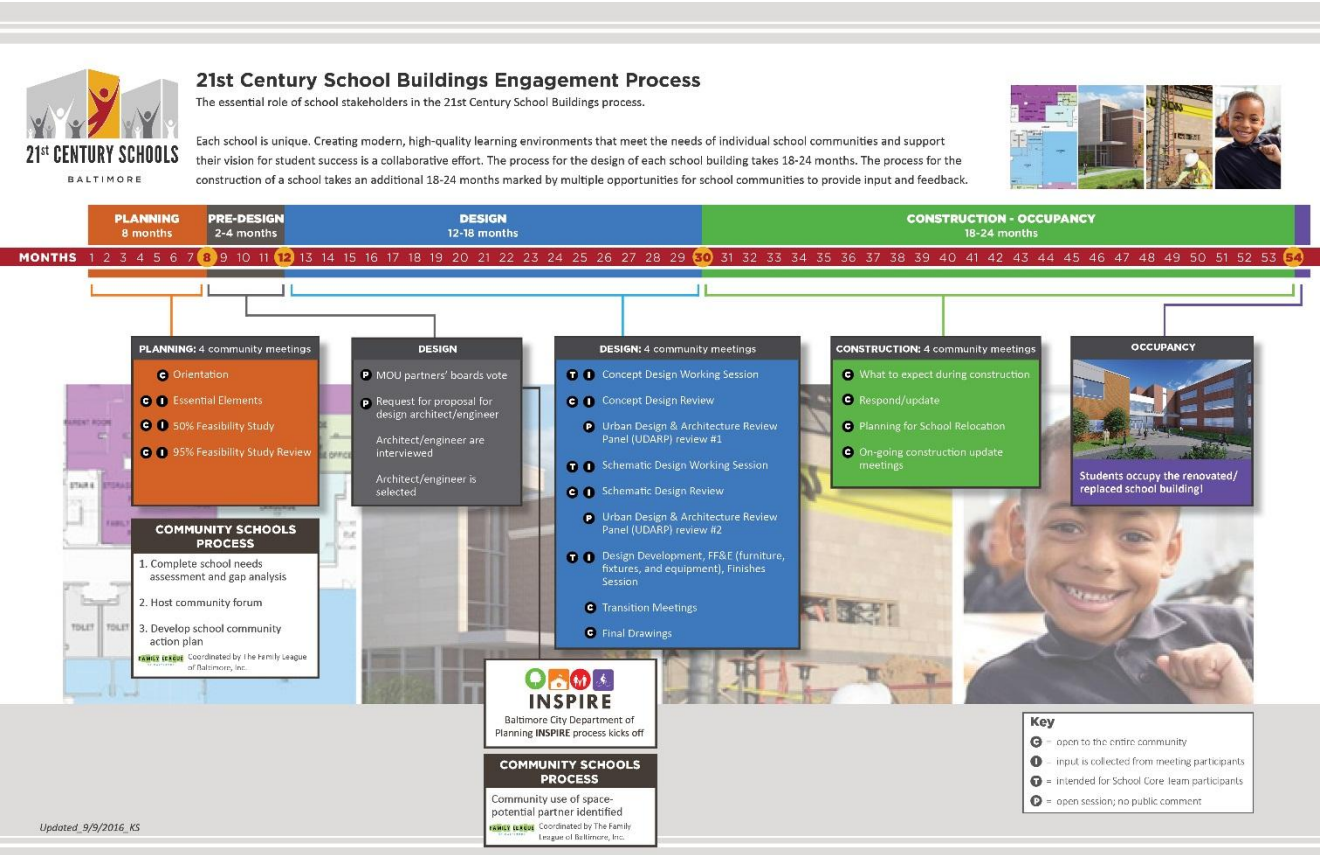 21st Century School Buildings Engagement Process
The essential role of school stakeholders in the 21st Century School Buildings process.
Each school is unique. Creating modern, high-quality learning environments that meet the needs of individual school communities and support
their vision for student success is a collaborative effort. The process for the design of each school building takes 18-24 months. The process for the
construction of a school takes an additional 18-24 months marked by multiple opportunities for school communities to provide input and feedback.
21st CENTURY SCHOOLS
BALTIMORE
PLANNING
8 months
PRE-DESIGN
2-4 months
DESIGN
12-18 months
CONSTRUCTION - OCCUPANCY
18-24 months
MONTHS 1 2 3 4 5 6 7 8 9 10 11 12 13 14 15 16 17 18 19 20 21 22 23 24 25 26 27 28 29 30 31 32 33 34 35 36 37 38 39 40 41 42 43 44 45 46 47 48 49 50 51 52 53 54
PLANNING: 4 community meetings
C Orientation
C I Essential Elements
C I 50% Feasibility Study
C I 95% Feasibility Study Review
COMMUNITY SCHOOLS
PROCESS
1. Complete school needs
assessment and gap analysis
2. Host community forum
3. Develop school community
action plan
FAMILY LEAGUE
Coordinated by The Family League
of Baltimore, Inc.
DESIGN
P MOU partners' boards vote
P Request for proposal for
design architect/engineer
Architect/engineer are
interviewed
Architect/engineer is
selected
INSPIRE
Baltimore City Department of
Planning INSPIRE process kicks off
COMMUNITY SCHOOLS
PROCESS
Community use of space-
potential partner identified
FAMILY LEAGUE
Coordinated by The Family
League of Baltimore, Inc.
DESIGN: 4 community meetings
T I Concept Design Working Session
C I Concept Design Review
P Urban Design & Architecture Review
Panel (UDARP) review #1
T I Schematic Design Working Session
C I Schematic Design Review
P Urban Design & Architecture Review
Panel (UDARP) review #2
T I Design Development, FF&E (furniture,
fixtures, and equipment), Finishes
Session
C Transition Meetings
C Final Drawings
CONSTRUCTION: 4 community meetings
C What to expect during construction
C Respond/update
C Planning for School Relocation
C On-going construction update
meetings
OCCUPANCY
Students occupy the renovated/
replaced school building!
STAIR 6
TOILET
TOILET
Key
C = open to the entire community
I = input is collected from meeting participants
T = intended for School Core Team participants
P = open session; no public comment
Updated_9/9/2016_KS